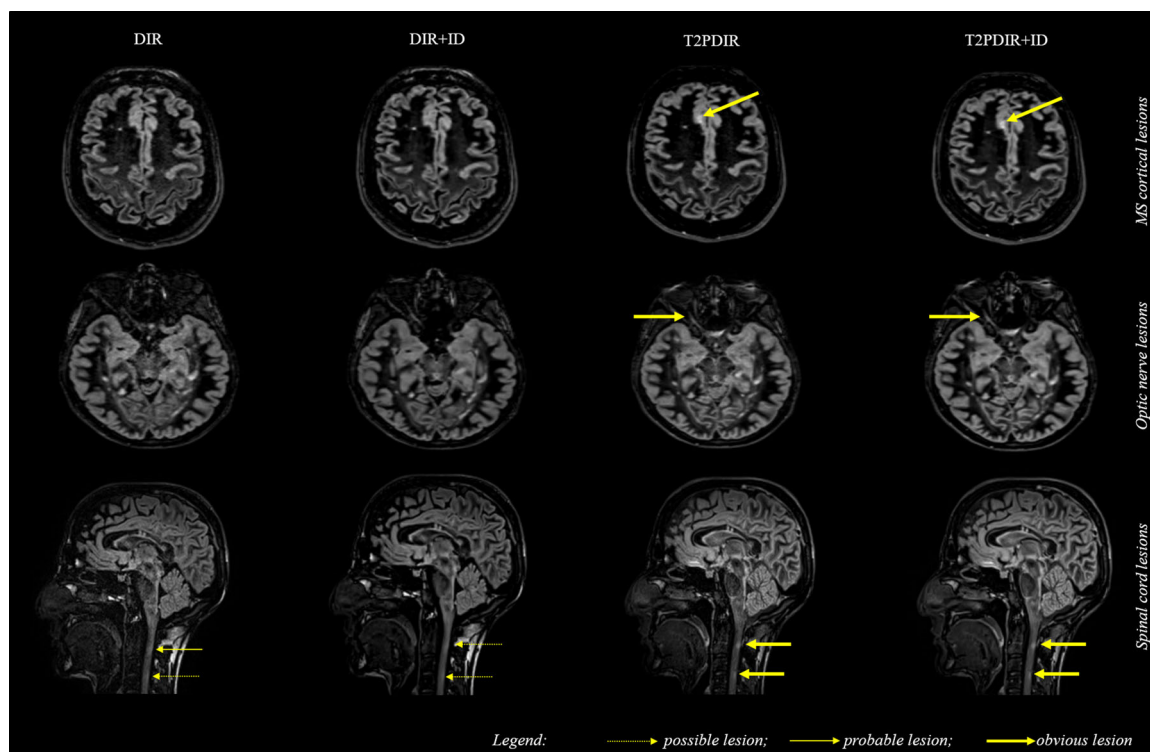 DIR
DIR+ID
T2PDIR
T2PDIR+ID
MS cortical lesions
Optic nerve lesions
Spinal cord lesions
Legend: possible lesion; probable lesion; obvious lesion